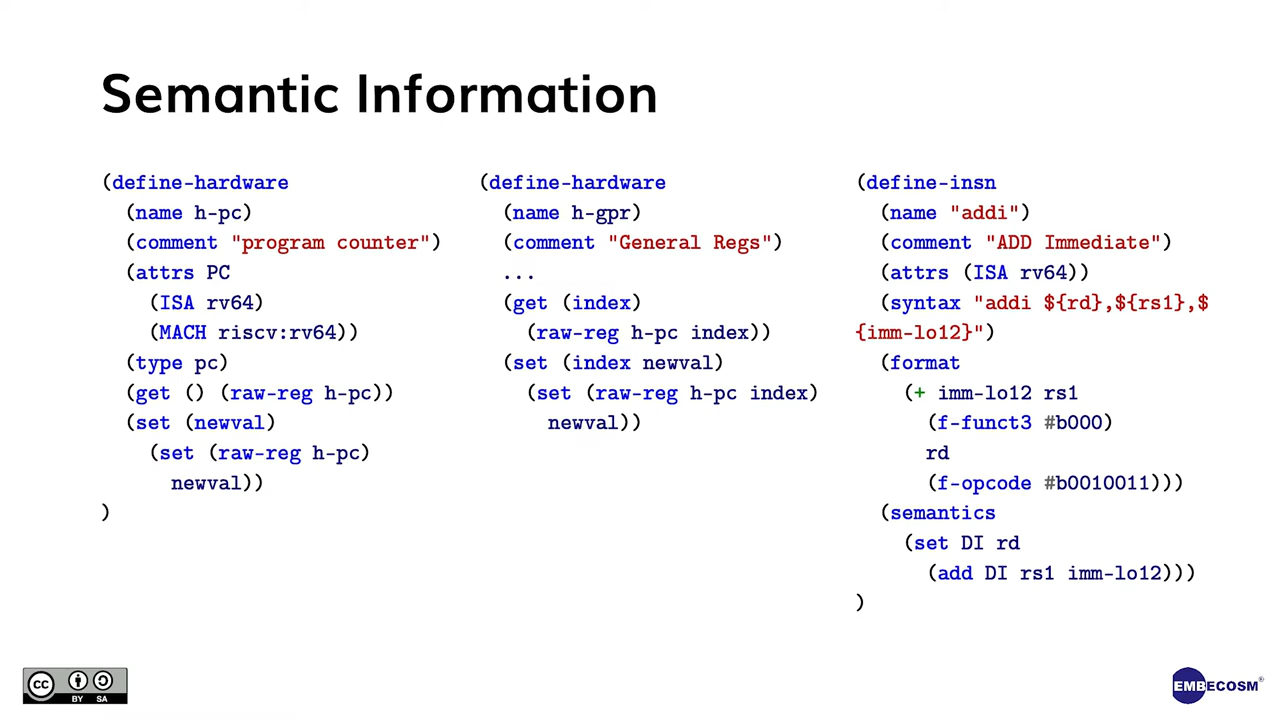 Semantic Information
(define-hardware
(name h-pc)
(comment "program counter")
(attrs PC
(ISA rv64)
(MACH riscv:rv64))
(type pc)
(get () (raw-reg h-pc))
(set (newval)
(set (raw-reg h-pc)
newval))
)
(define-hardware
(name h-gpr)
(comment "General Regs")
...
(get (index)
(raw-reg h-pc index))
(set (index newval)
(set (raw-reg h-pc index)
newval))
(define-insn
(name "addi")
(comment "ADD Immediate")
(attrs (ISA rv64))
(syntax "addi ${rd},${rs1},$
{imm-lo12}")
(format
(+ imm-lo12 rs1
(f-funct3 #b000)
rd
(f-opcode #b0010011)))
(semantics
(set DI rd
(add DI rs1 imm-lo12)))
)
cc
BY SA
EMBECOSM®